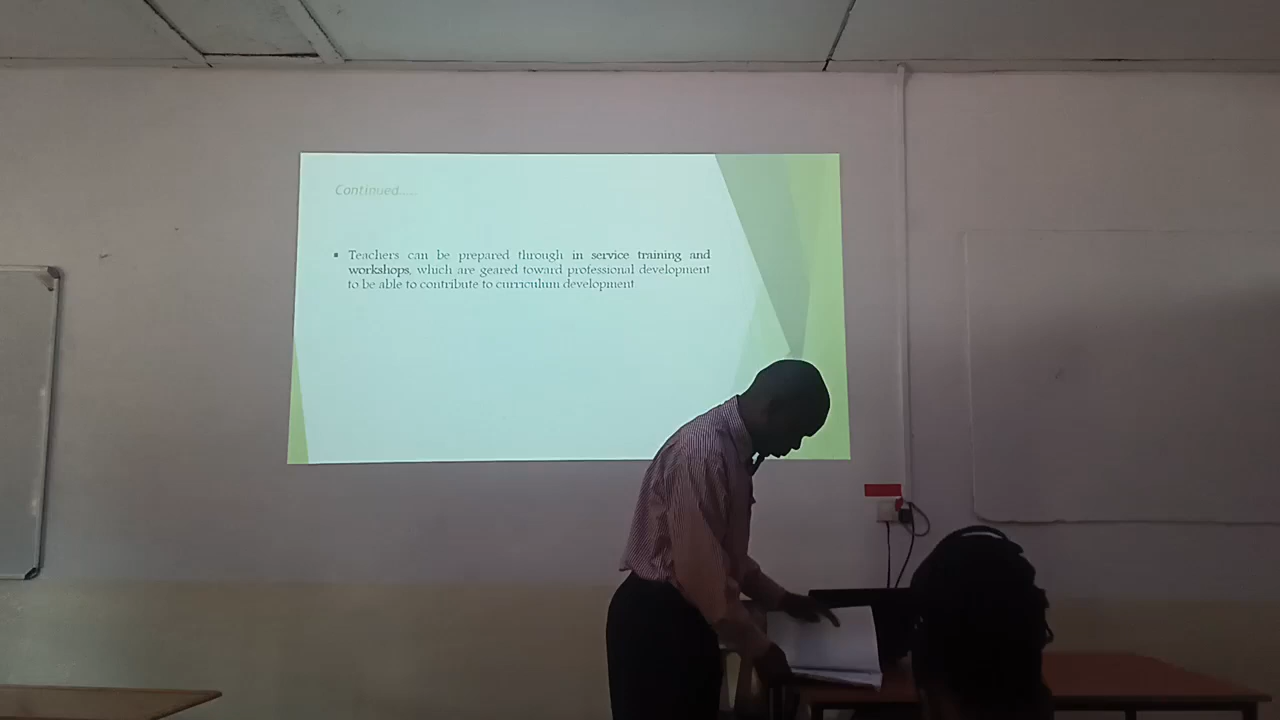 Continued....
▪ Teachers can be prepared through in service training and
workshops, which are geared toward professional development
to be able to contribute to curriculum development